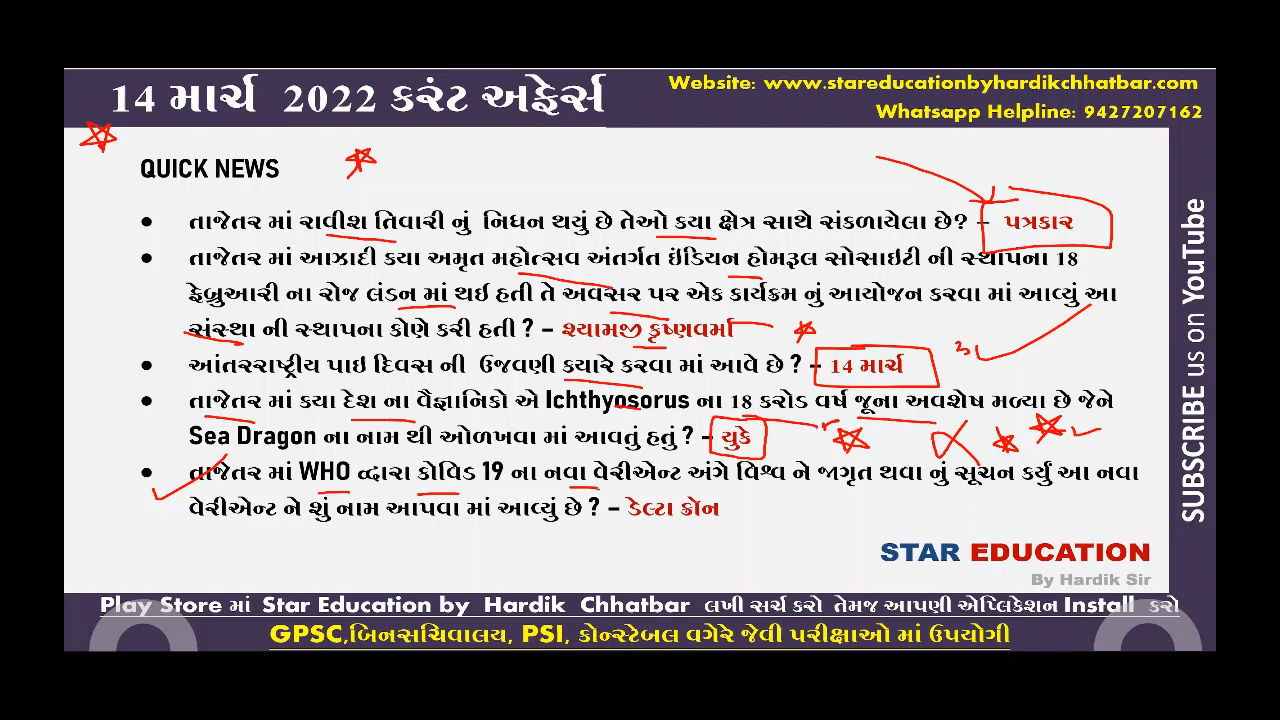 14 માર્ચ 2022 કરંટ અફેર્સ
Website: www.stareducationbyhardikchhatbar.com
Whatsapp Helpline: 9427207162
QUICK NEWS
• તાજેતર માં રાવીશ તિવારી નું નિધન થયું છે તેઓ કયા ક્ષેત્ર સાથે સંકળાયેલા છે? – પત્રકાર
• તાજેતર માં આઝાદી કયા અમૃત મહોત્સવ અંતર્ગત ઇંડિયન હોમરૂલ સોસાઇટી ની સ્થાપના 18
ફેબ્રુઆરી ના રોજ લંડન માં થઇ હતી તે અવસર પર એક કાર્યક્રમ નું આયોજન કરવા માં આવ્યું આ
સંસ્થા ની સ્થાપના કોણે કરી હતી ? – શ્યામજી કૃષ્ણવર્મા
• આંતરરાષ્ટ્રીય પાઇ દિવસ ની ઉજવણી ક્યારે કરવા માં આવે છે ? – 14 માર્ચ
• તાજેતર માં કયા દેશ ના વૈજ્ઞાનિકો એ Ichthyosorus ના 18 કરોડ વર્ષ જૂના અવશેષ મળ્યા છે જેને
Sea Dragon ના નામ થી ઓળખવા માં આવતું હતું ? – યુકે
• તાજેતર માં WHO દ્વારા કોવિડ 19 ના નવા વેરીએન્ટ અંગે વિશ્વ ને જાગૃત થવા નું સૂચન કર્યું આ નવા
વેરીએન્ટ ને શું નામ આપવા માં આવ્યું છે ? – ડેલ્ટા ક્રોન
STAR EDUCATION
By Hardik Sir
SUBSCRIBE us on YouTube
Play Store માં Star Education by Hardik Chhatbar લખી સર્ચ કરો તેમજ આપણી એપ્લિકેશન Install કરો
GPSC,બિનસચિવાલય, PSI, કોન્સ્ટેબલ વગેરે જેવી પરીક્ષાઓ માં ઉપયોગી